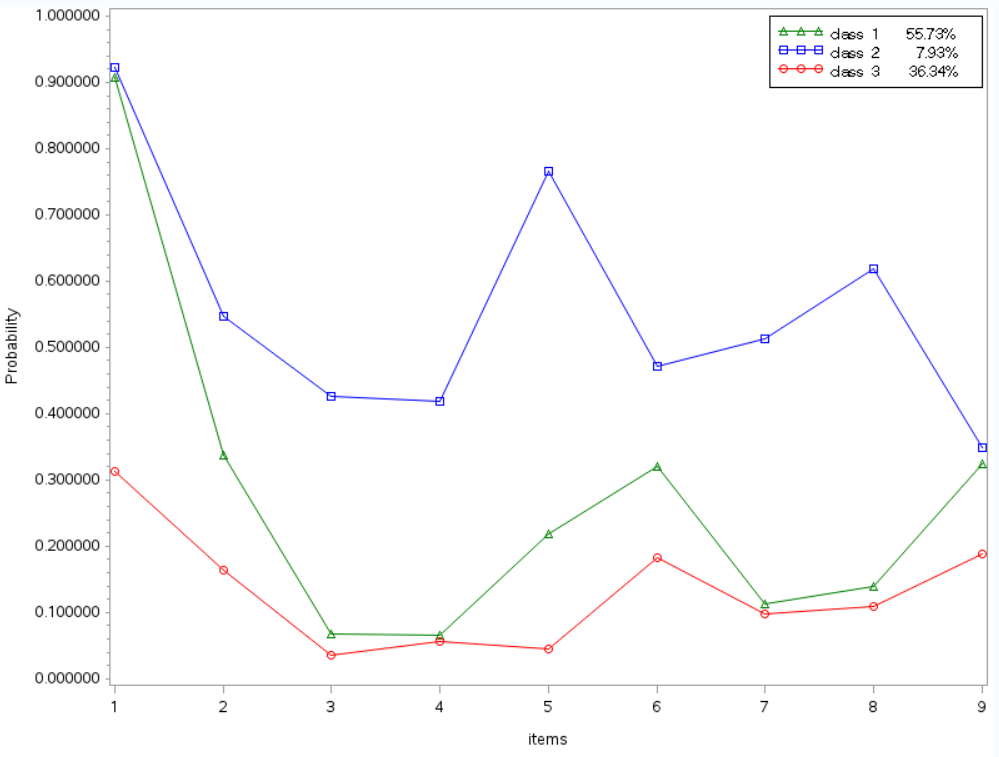 1.000000
0.900000
0.800000
0.700000
0.600000
0.500000
0.400000
0.300000
0.200000
0.100000
0.000000
Probability
class 1 55.73%
class 2 7.93%
class 3 36.34%
1 2 3 4 5 6 7 8 9
items